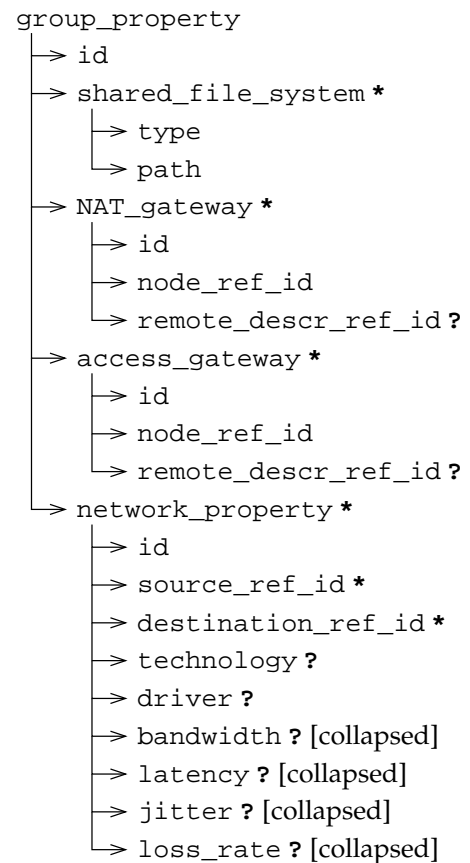 group_property
id
shared_file_system *
type
path
NAT_gateway *
id
node_ref_id
remote_descr_ref_id ?
access_gateway *
id
node_ref_id
remote_descr_ref_id ?
network_property *
id
source_ref_id *
destination_ref_id *
technology ?
driver ?
bandwidth ? [collapsed]
latency ? [collapsed]
jitter ? [collapsed]
loss_rate ? [collapsed]